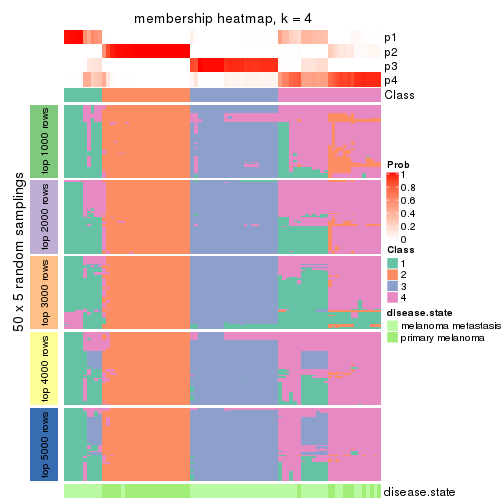 membership heatmap, k = 4
p1
p2
p3
p4
Class
50 x 5 random samplings
top 1000 rows
top 2000 rows
top 3000 rows
top 4000 rows
top 5000 rows
Prob
1
0.8
0.6
0.4
0.2
0
Class
1
2
3
4
disease.state
melanoma metastasis
primary melanoma
disease.state